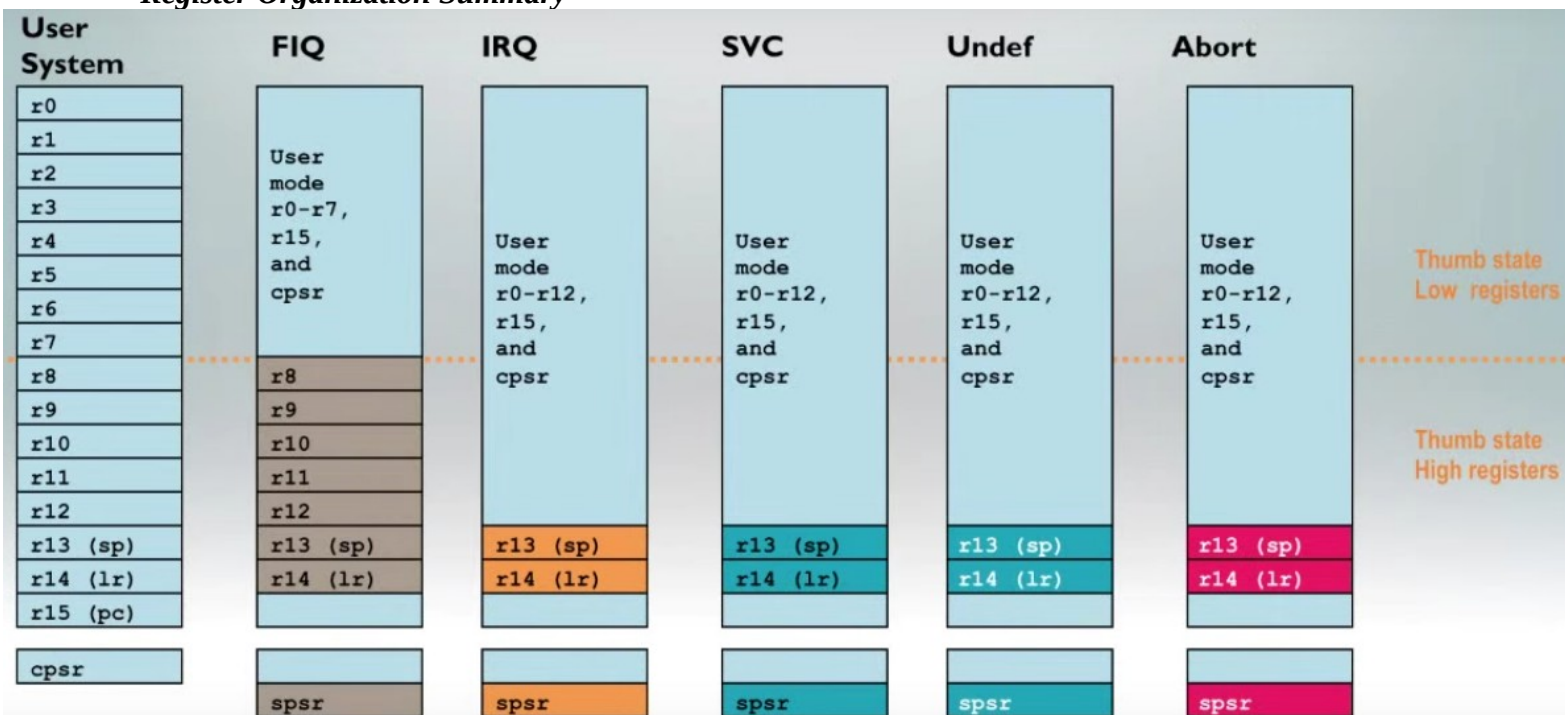 Register Organization Summary
User
System
r0
r1
r2
r3
r4
r5
r6
r7
r8
r9
r10
r11
r12
r13 (sp)
r14 (lr)
r15 (pc)
cpsr
FIQ
User
mode
r0-r7,
r15,
and
cpsr
r8
r9
r10
r11
r12
r13 (sp)
r14 (lr)
spsr
IRQ
User
mode
r0-r12,
r15,
and
cpsr
r13 (sp)
r14 (lr)
spsr
SVC
User
mode
r0-r12,
r15,
and
cpsr
r13 (sp)
r14 (lr)
spsr
Undef
User
mode
r0-r12,
r15,
and
cpsr
r13 (sp)
r14 (lr)
spsr
Abort
User
mode
r0-r12,
r15,
and
cpsr
r13 (sp)
r14 (lr)
spsr
Thumb state
Low registers
Thumb state
High registers